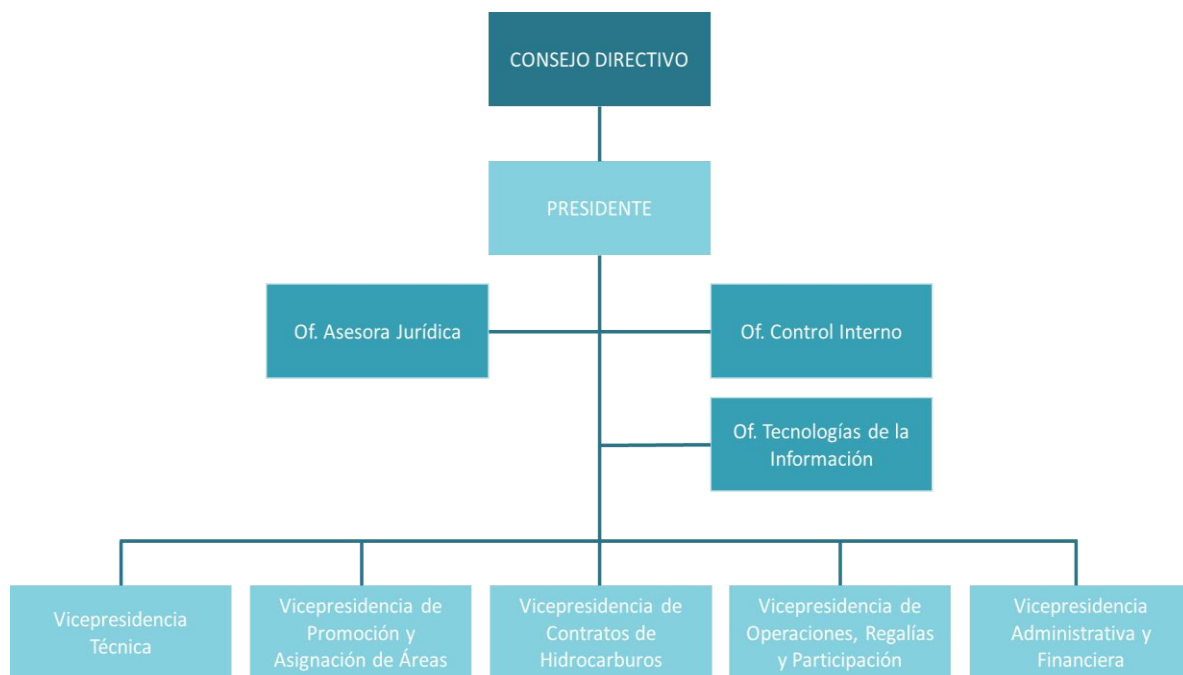 CONSEJO DIRECTIVO
PRESIDENTE
Of. Asesora Jurídica
Of. Control Interno
Of. Tecnologías de la
Información
Vicepresidencia
Técnica
Vicepresidencia de
Promoción y
Asignación de Áreas
Vicepresidencia de
Contratos de
Hidrocarburos
Vicepresidencia de
Operaciones, Regalías
y Participación
Vicepresidencia
Administrativa y
Financiera